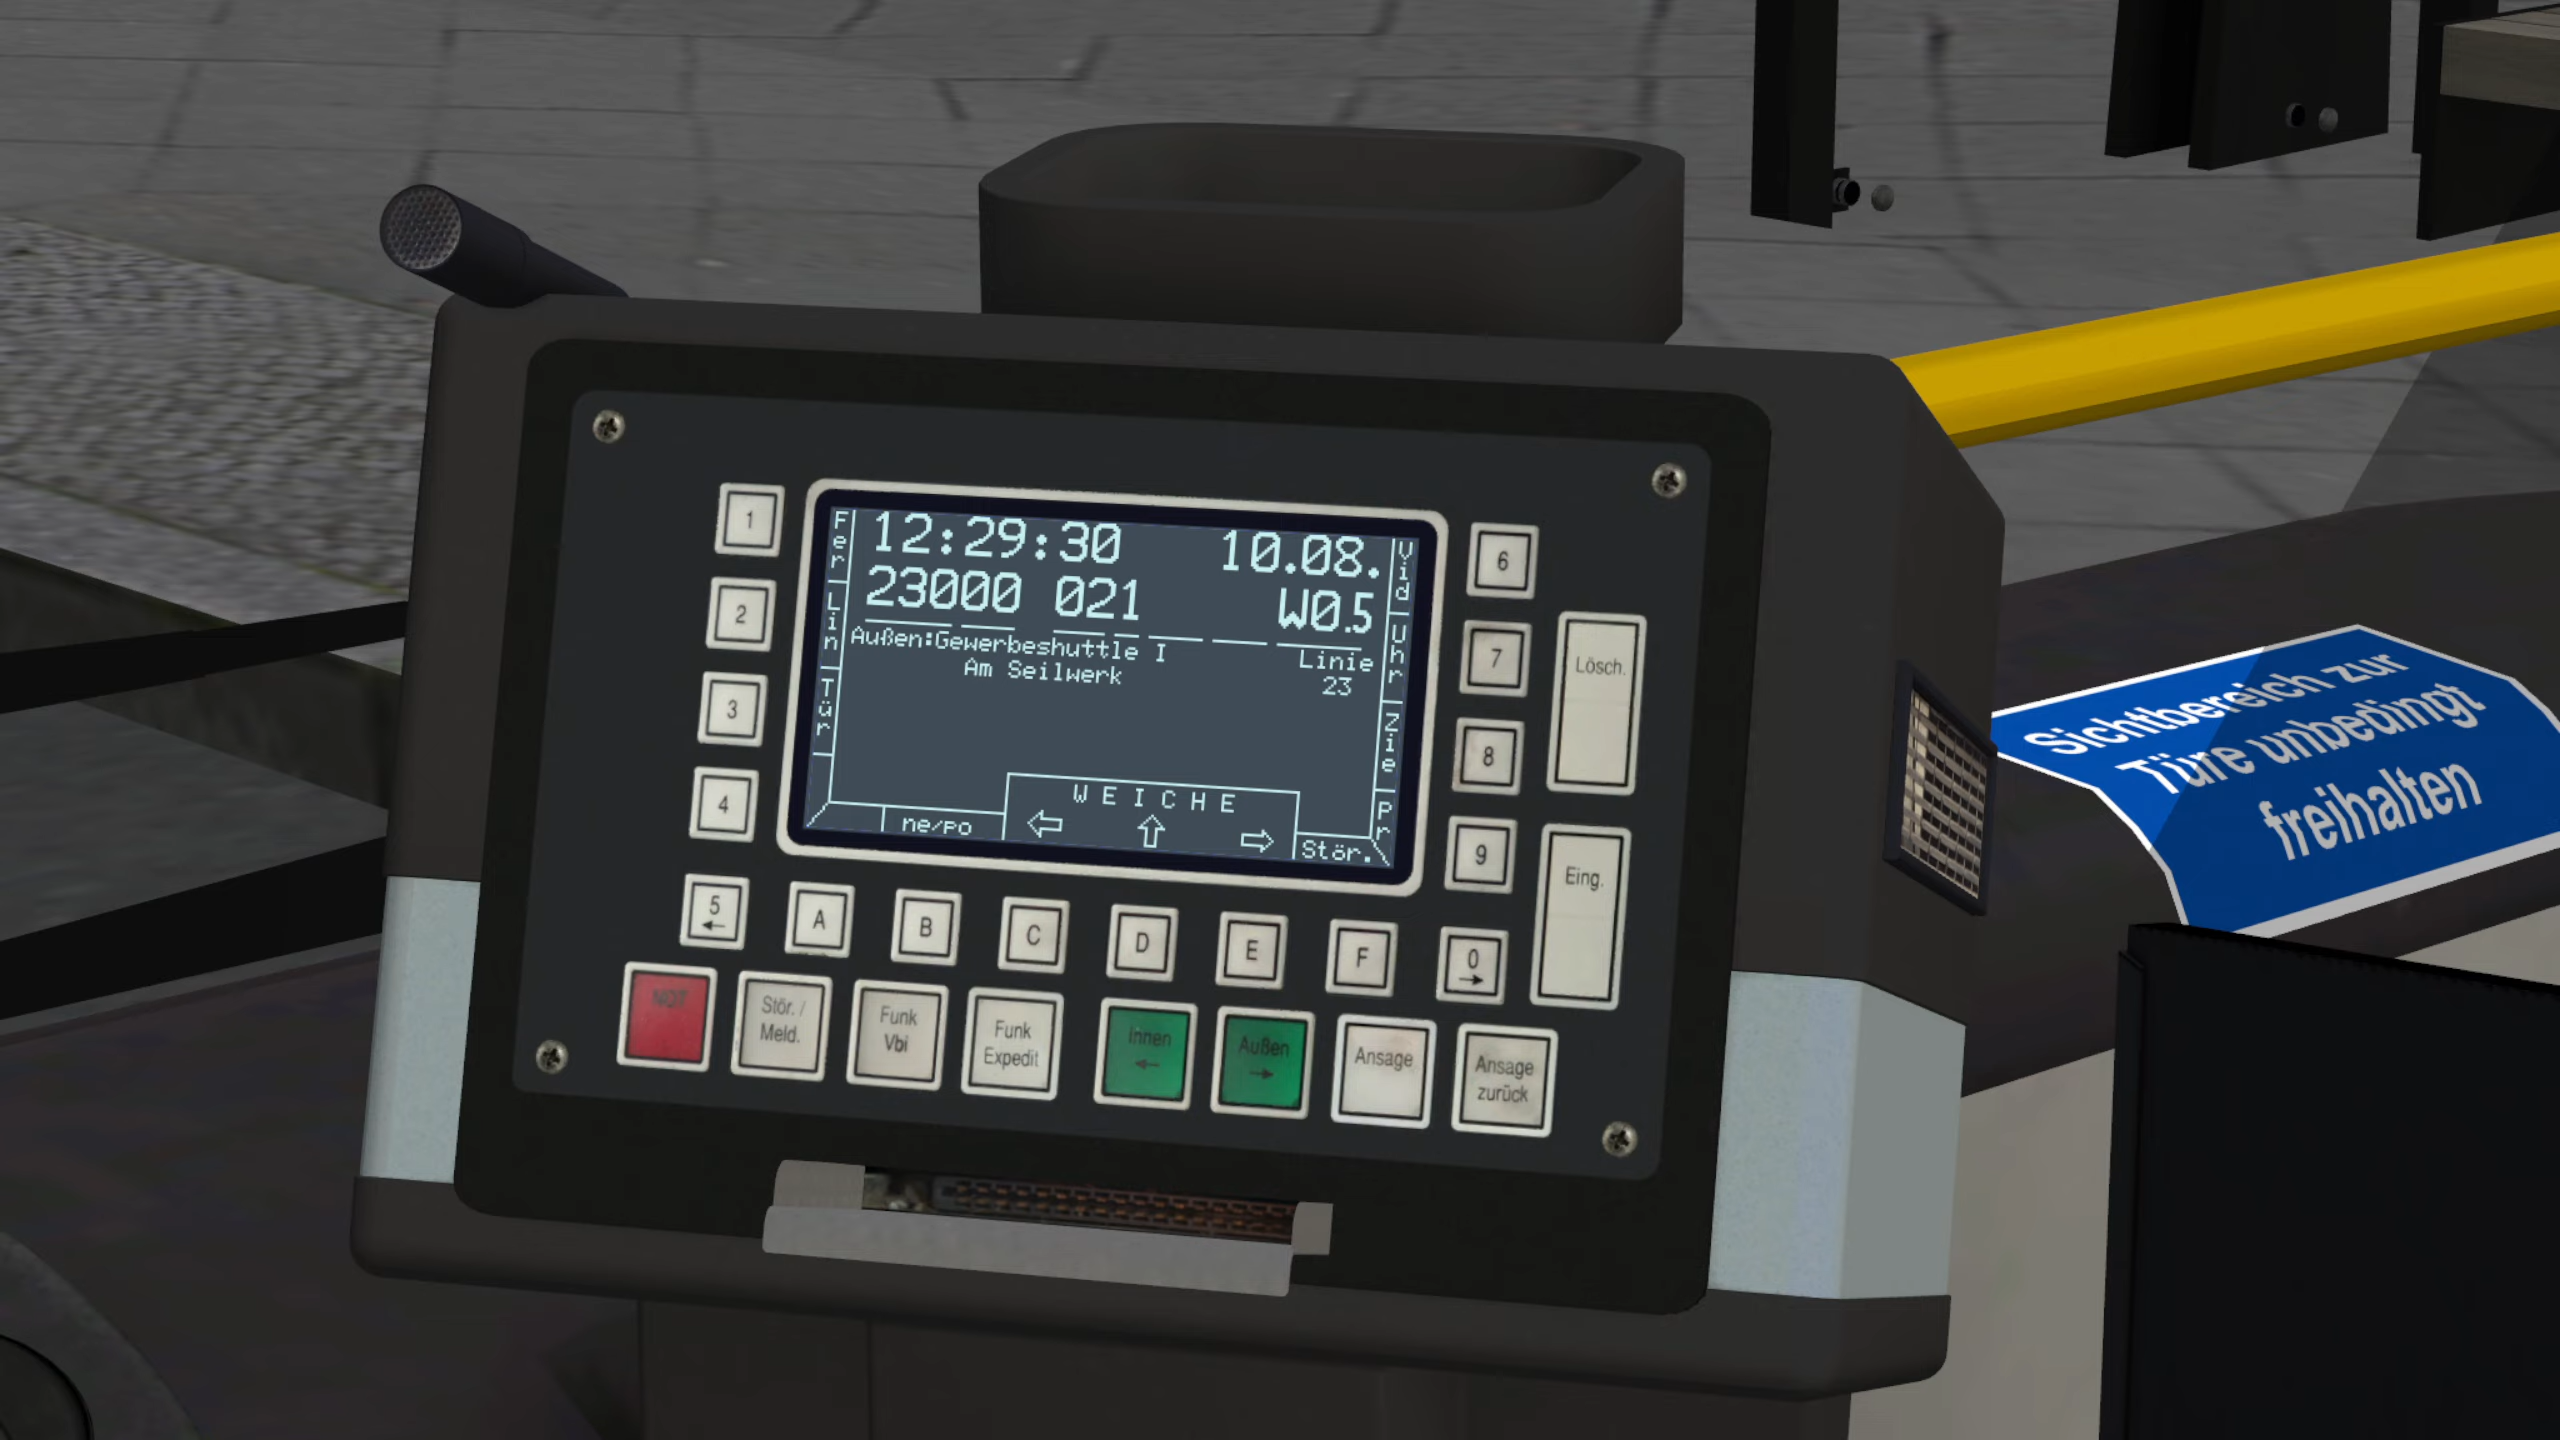 12:29:30 10.08.
23000 021 W0.5
Außen:Gewerbeshuttle I Linie
Am Seilwerk 23
Fer
Lin
Tür
Vid
Uhr
Zie
Pr
WEICHE
ne/po
Stör.
1
2
3
4
5
←
6
7
8
9
0
→
A
B
C
D
E
F
Lösch.
Eing.
NOT
Stör. /
Meld.
Funk
Vbi
Funk
Expedit
Innen
←
Außen
→
Ansage
Ansage
zurück
Sichtbereich zur
Türe unbedingt
freihalten